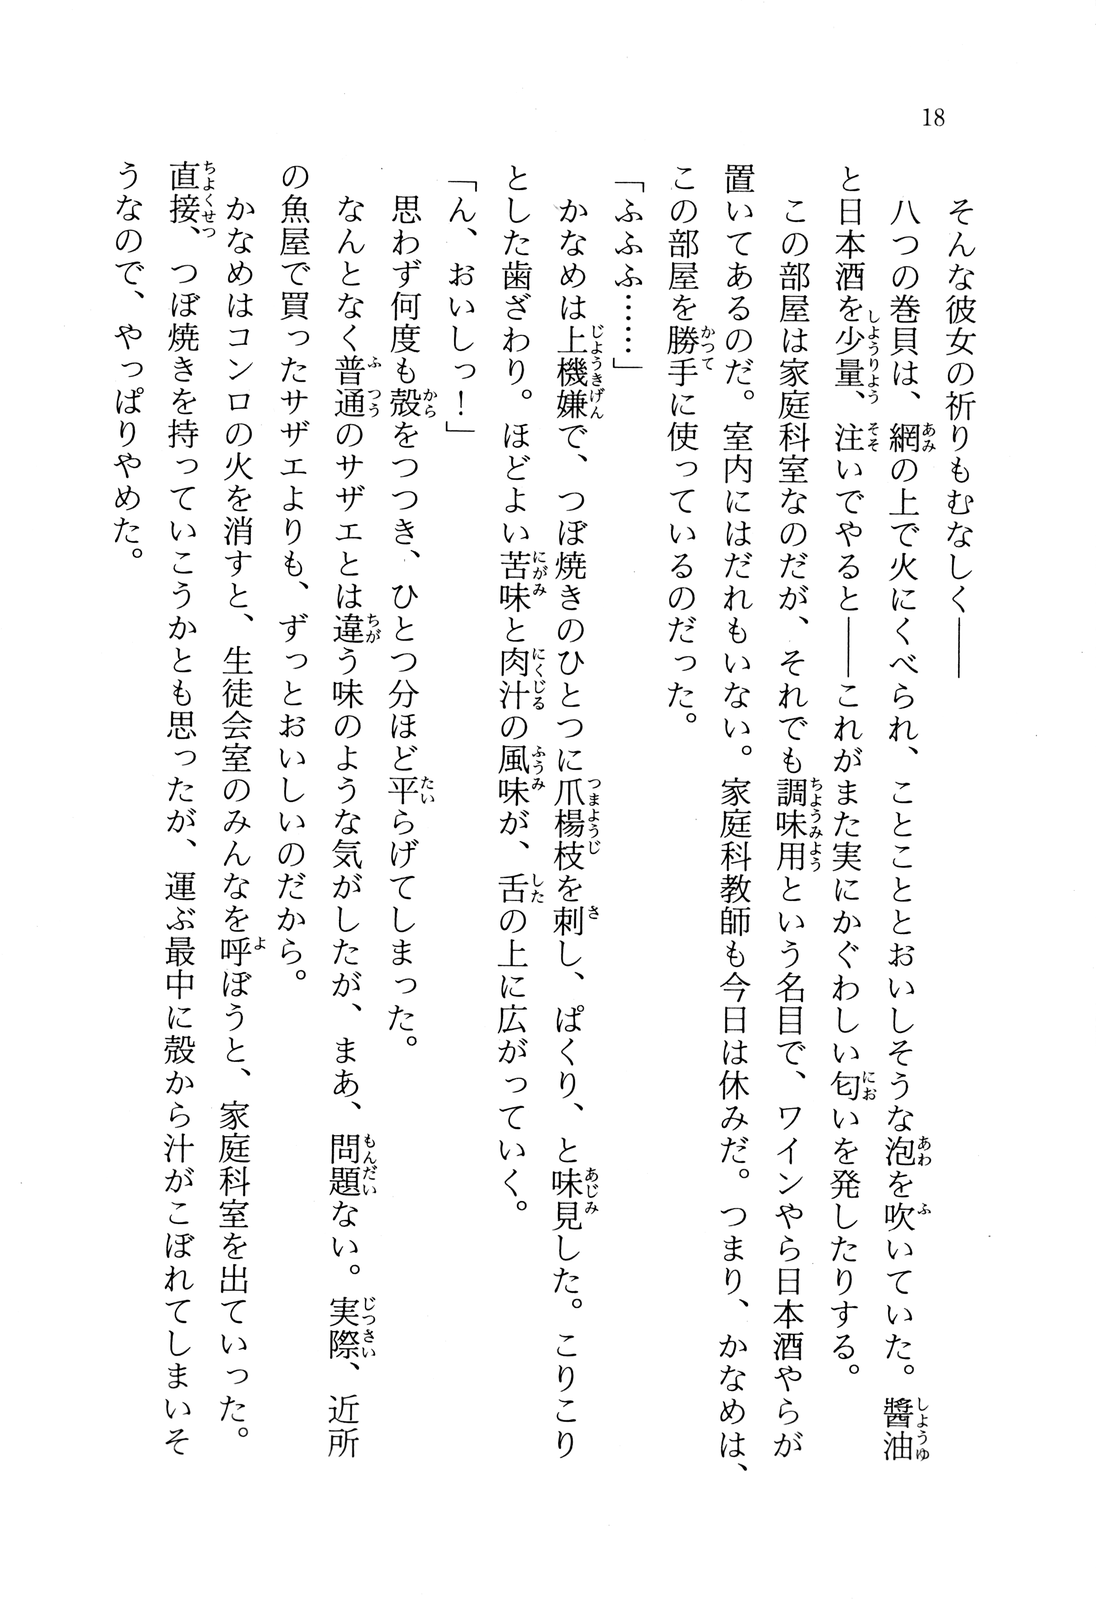 18
そんな彼女の祈りもむなしく――
八つの巻貝は、網の上で火にくべられ、ことこととおいしそうな泡を吹いていた。醬油
と日本酒を少量、注いでやると――これがまた実にかぐわしい匂いを発したりする。
この部屋は家庭科室なのだが、それでも調味用という名目で、ワインやら日本酒やらが
置いてあるのだ。室内にはだれもいない。家庭科教師も今日は休みだ。つまり、かなめは、
この部屋を勝手に使っているのだった。
「ふふふ……」
かなめは上機嫌で、つぼ焼きのひとつに爪楊枝を刺し、ぱくり、と味見した。こりこり
とした歯ざわり。ほどよい苦味と肉汁の風味が、舌の上に広がっていく。
「ん、おいしっ！」
思わず何度も殻をつつき、ひとつ分ほど平らげてしまった。
なんとなく普通のサザエとは違う味のような気がしたが、まあ、問題ない。実際、近所
の魚屋で買ったサザエよりも、ずっとおいしいのだから。
かなめはコンロの火を消すと、生徒会室のみんなを呼ぼうと、家庭科室を出ていった。
直接、つぼ焼きを持っていこうかとも思ったが、運ぶ最中に殻から汁がこぼれてしまいそ
うなので、やっぱりやめた。